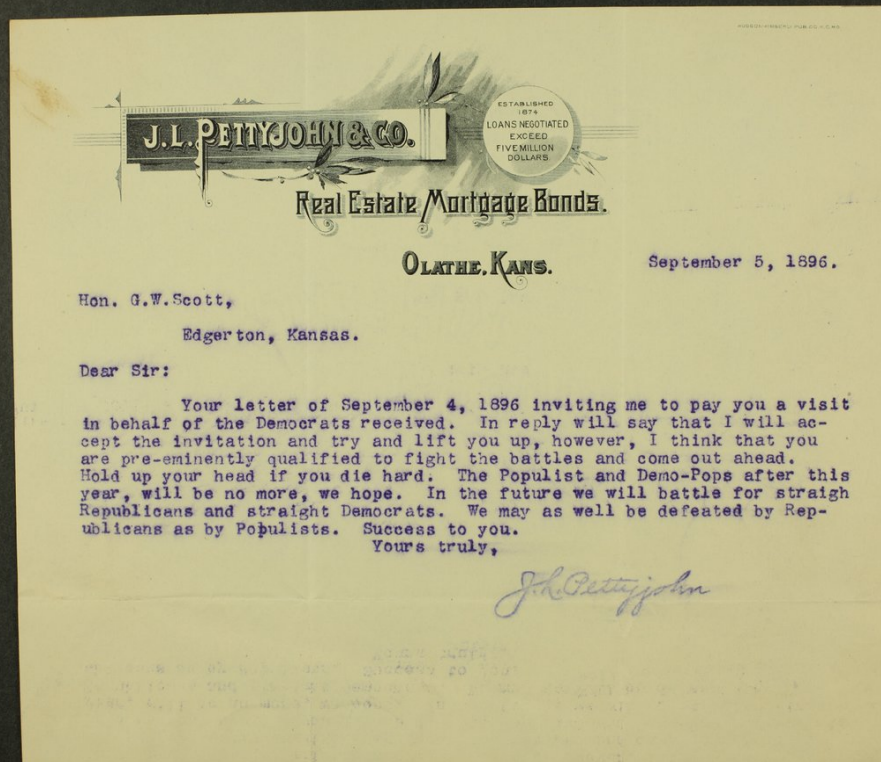 J.L. PETTYJOHN & CO.
ESTABLISHED
1874
LOANS NEGOTIATED
EXCEED
FIVE MILLION
DOLLARS
Real Estate Mortgage Bonds.
OLATHE, KANS.
September 5, 1896.
Hon. G.W.Scott,
Edgerton, Kansas.
Dear Sir:
Your letter of September 4, 1896 inviting me to pay you a visit
in behalf of the Democrats received. In reply will say that I will ac-
cept the invitation and try and lift you up, however, I think that you
are pre-eminently qualified to fight the battles and come out ahead.
Hold up your head if you die hard. The Populist and Demo-Pops after this
year, will be no more, we hope. In the future we will battle for straigh
Republicans and straight Democrats. We may as well be defeated by Rep-
ublicans as by Populists. Success to you.
Yours truly,
J.L. Pettyjohn